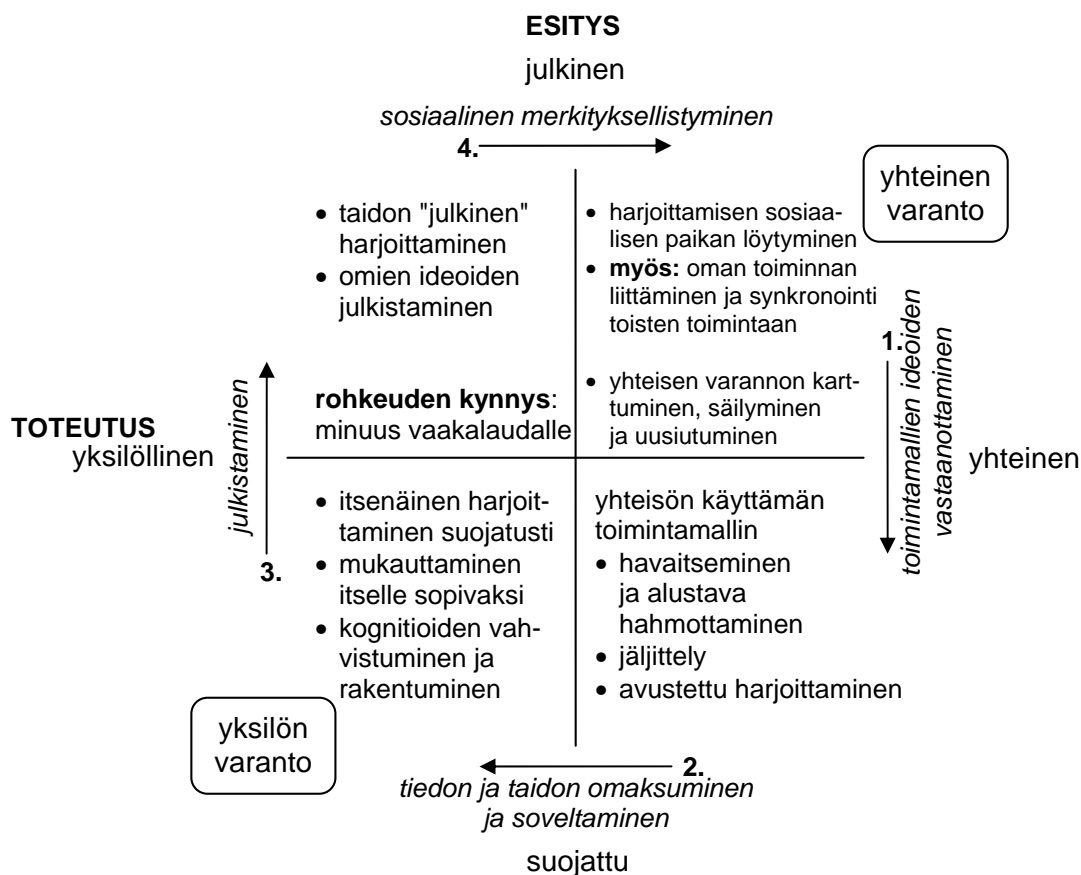 ESITYS
julkinen
sosiaalinen merkityksellistyminen
4.
yhteinen
varanto
• taidon "julkinen"
harjoittaminen
• omien ideoiden
julkistaminen
• harjoittamisen sosiaa-
lisen paikan löytyminen
• myös: oman toiminnan
liittäminen ja synkronointi
toisten toimintaan
• yhteisen varannon kart-
tuminen, säilyminen
ja uusiutuminen
1.
toimintamallien ideoiden
vastaanottaminen
rohkeuden kynnys:
minuus vaakalaudalle
TOTEUTUS
yksilöllinen
yhteinen
julkistaminen
3.
• itsenäinen harjoit-
taminen suojatusti
• mukauttaminen
itselle sopivaksi
• kognitioiden vah-
vistuminen ja
rakentuminen
yhteisön käyttämän
toimintamallin
• havaitseminen
ja alustava
hahmottaminen
• jäljittely
• avustettu harjoittaminen
yksilön
varanto
2.
tiedon ja taidon omaksuminen
ja soveltaminen
suojattu